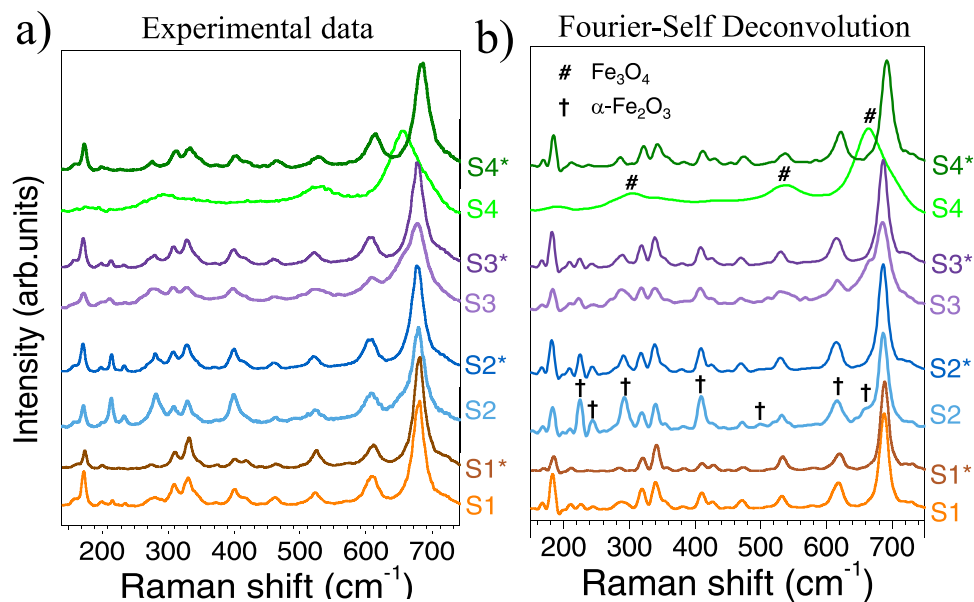 a)
Experimental data
Intensity (arb.units)
S4*
S4
S3*
S3
S2*
S2
S1*
S1
200 300 400 500 600 700
Raman shift (cm⁻¹)
b)
Fourier-Self Deconvolution
# Fe₃O₄
† α-Fe₂O₃
#
# #
S4*
S4
S3*
S3
S2*
† † † † † † †
S2
S1*
S1
200 300 400 500 600 700
Raman shift (cm⁻¹)